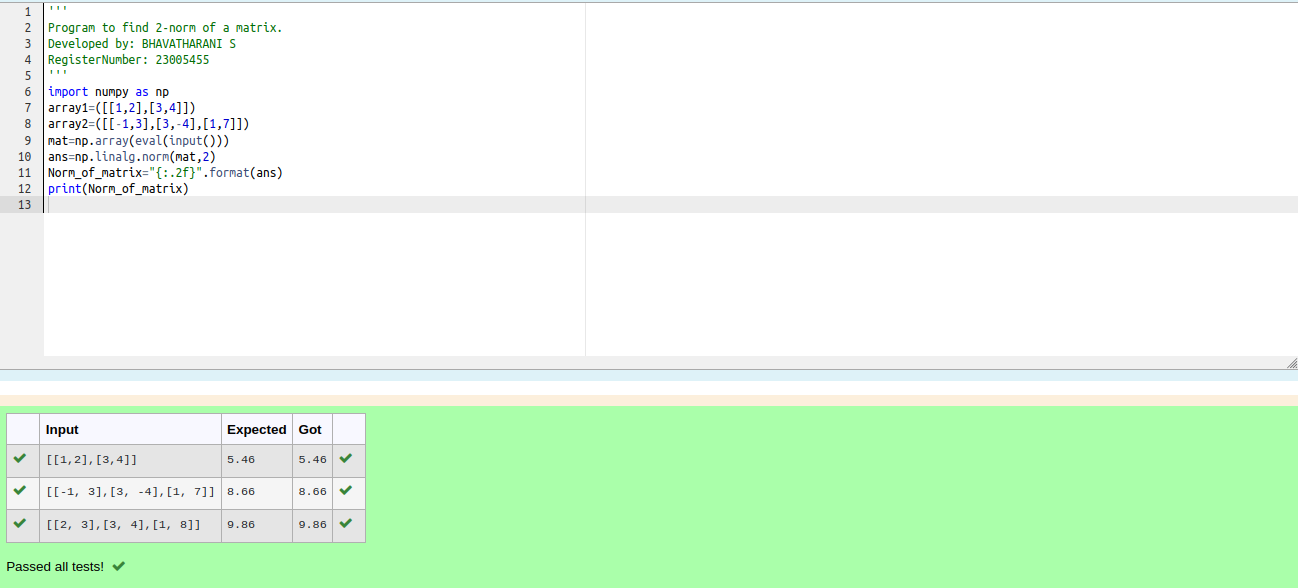 1 '''
2 Program to find 2-norm of a matrix.
3 Developed by: BHAVATHARANI S
4 RegisterNumber: 23005455
5 '''
6 import numpy as np
7 array1=([[1,2],[3,4]])
8 array2=([[-1,3],[3,-4],[1,7]])
9 mat=np.array(eval(input()))
10 ans=np.linalg.norm(mat,2)
11 Norm_of_matrix="{:.2f}".format(ans)
12 print(Norm_of_matrix)
13
Input Expected Got
[[1,2],[3,4]] 5.46 5.46
[[-1, 3],[3, -4],[1, 7]] 8.66 8.66
[[2, 3],[3, 4],[1, 8]] 9.86 9.86
Passed all tests!